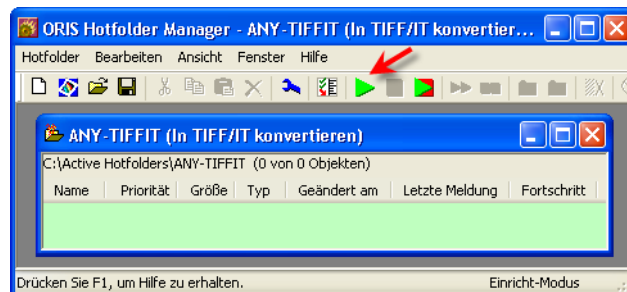 ORIS Hotfolder Manager - ANY-TIFFIT (In TIFF/IT konvertier...
Hotfolder Bearbeiten Ansicht Fenster Hilfe
ANY-TIFFIT (In TIFF/IT konvertieren)
C:\Active Hotfolders\ANY-TIFFIT (0 von 0 Objekten)
Name Priorität Größe Typ Geändert am Letzte Meldung Fortschritt
Drücken Sie F1, um Hilfe zu erhalten. Einricht-Modus